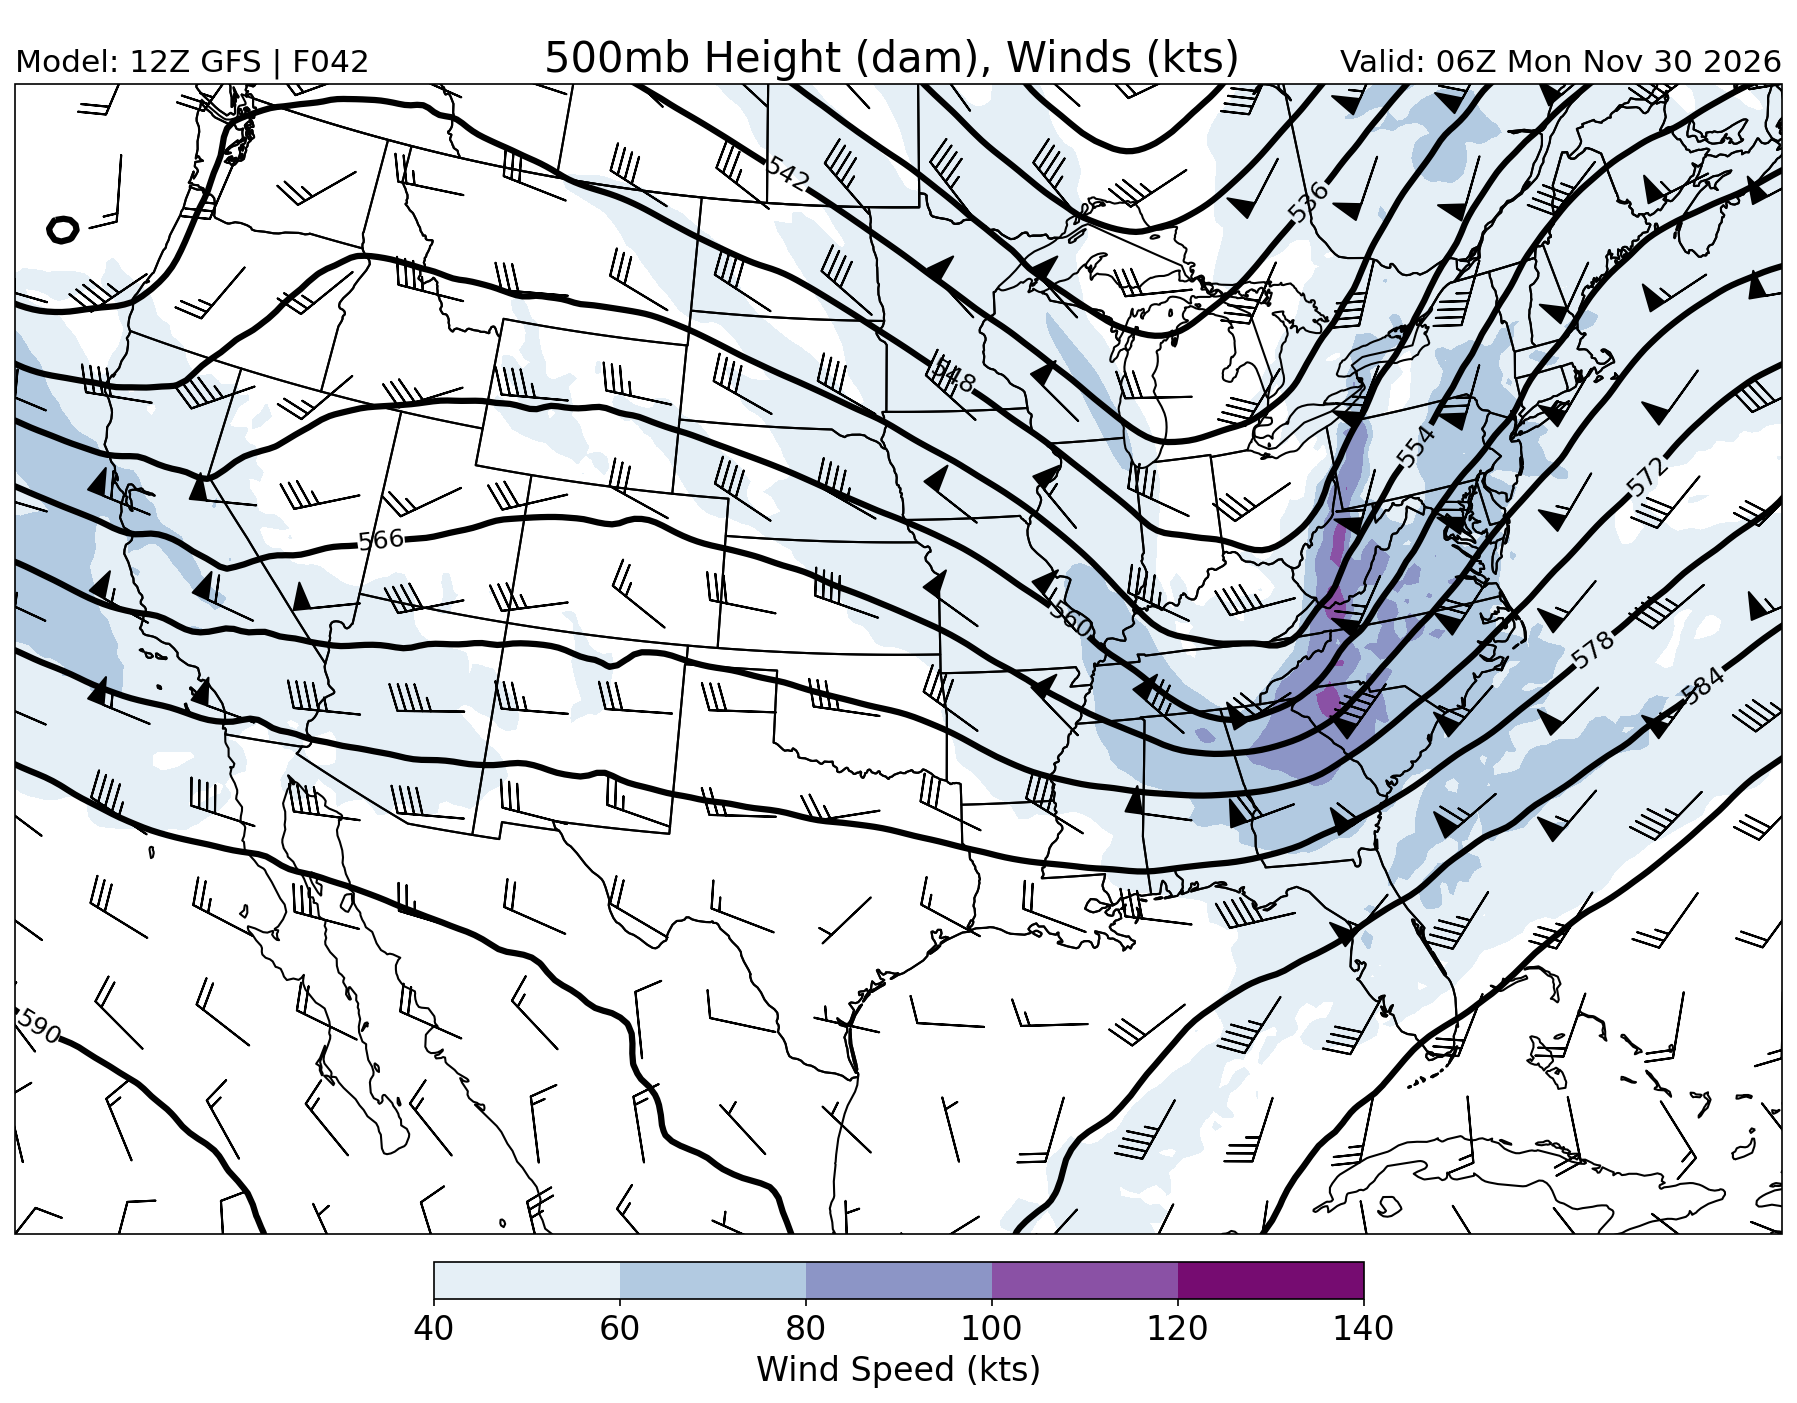 Model: 12Z GFS | F042
500mb Height (dam), Winds (kts)
Valid: 06Z Mon Nov 30 2026
542
536
548
554
572
566
560
578
584
590
40 60 80 100 120 140
Wind Speed (kts)